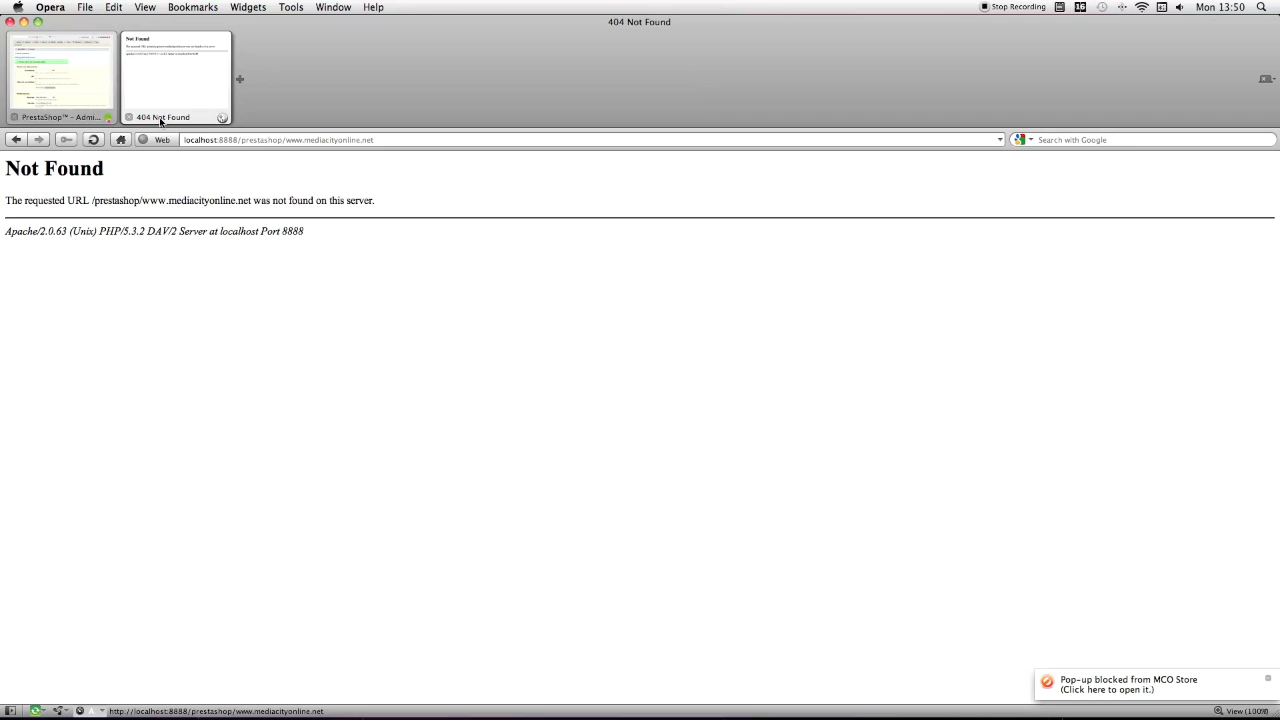 Opera File Edit View Bookmarks Widgets Tools Window Help Stop Recording Mon 13:50
404 Not Found
Not Found
PrestaShop™ – Admi... 404 Not Found
Web localhost:8888/prestashop/www.mediacityonline.net Search with Google
Not Found
The requested URL /prestashop/www.mediacityonline.net was not found on this server.
Apache/2.0.63 (Unix) PHP/5.3.2 DAV/2 Server at localhost Port 8888
Pop-up blocked from MCO Store
(Click here to open it.)
http://localhost:8888/prestashop/www.mediacityonline.net View (100%)